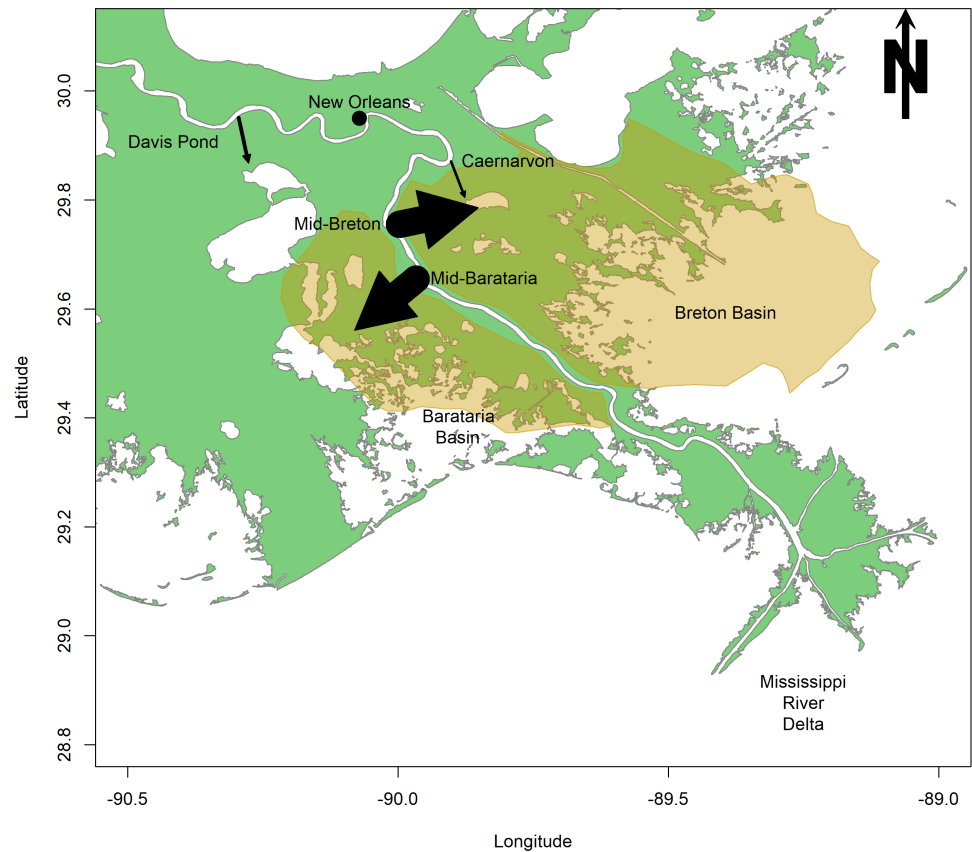 N
30.0
New Orleans
Davis Pond
Caernarvon
29.8
Mid-Breton
Mid-Barataria
29.6
Breton Basin
Latitude
29.4
Barataria
Basin
29.2
29.0
Mississippi
River
Delta
28.8
-90.5
-90.0
-89.5
-89.0
Longitude